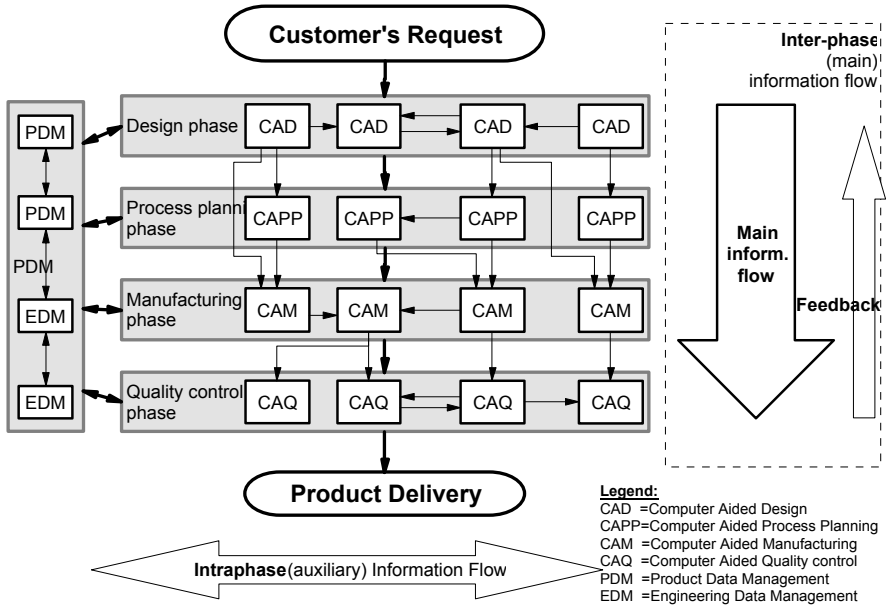 Customer's Request
Inter-phase
(main)
information flow
PDM
Design phase
CAD
CAD
CAD
CAD
PDM
Process planni
phase
CAPP
CAPP
CAPP
CAPP
PDM
Main
inform.
flow
Feedback
EDM
Manufacturing
phase
CAM
CAM
CAM
CAM
EDM
Quality control
phase
CAQ
CAQ
CAQ
CAQ
Product Delivery
Intraphase(auxiliary) Information Flow
Legend:
CAD =Computer Aided Design
CAPP=Computer Aided Process Planning
CAM =Computer Aided Manufacturing
CAQ =Computer Aided Quality control
PDM =Product Data Management
EDM =Engineering Data Management